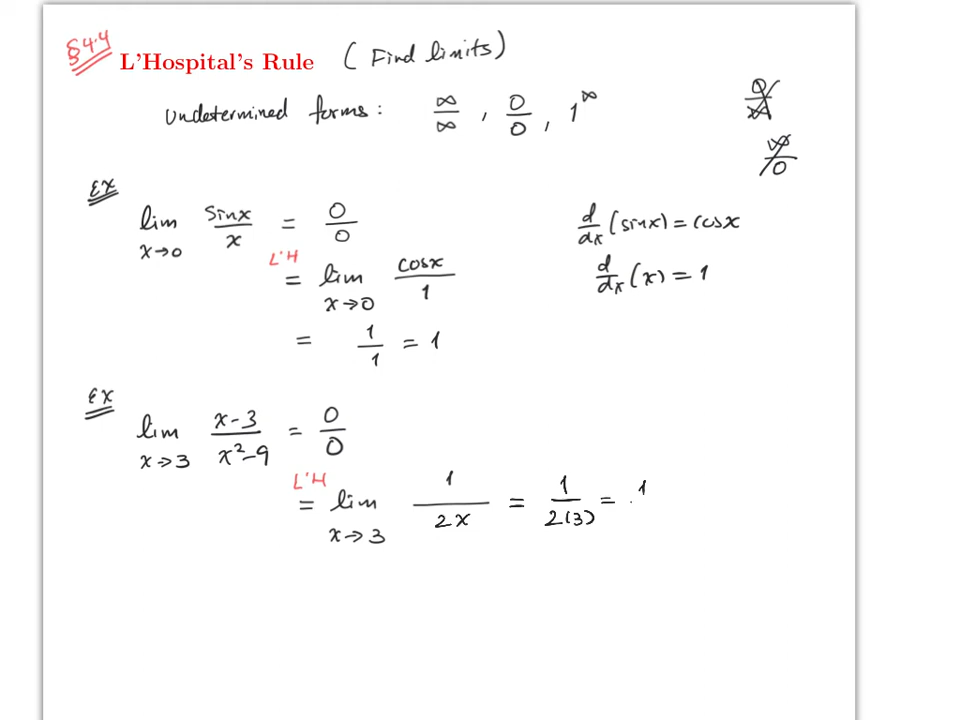 §4.4
L'Hospital's Rule (Find limits)
Undetermined forms: ∞/∞, 0/0, 1^∞
0/∞
∞/0
Ex
lim x→0 sinx/x = 0/0
d/dx (sinx) = cosx
L'H
= lim x→0 cosx/1
d/dx (x) = 1
= 1/1 = 1
Ex
lim x→3 x-3/x²-9 = 0/0
L'H
= lim x→3 1/2x = 1/2(3) = 1